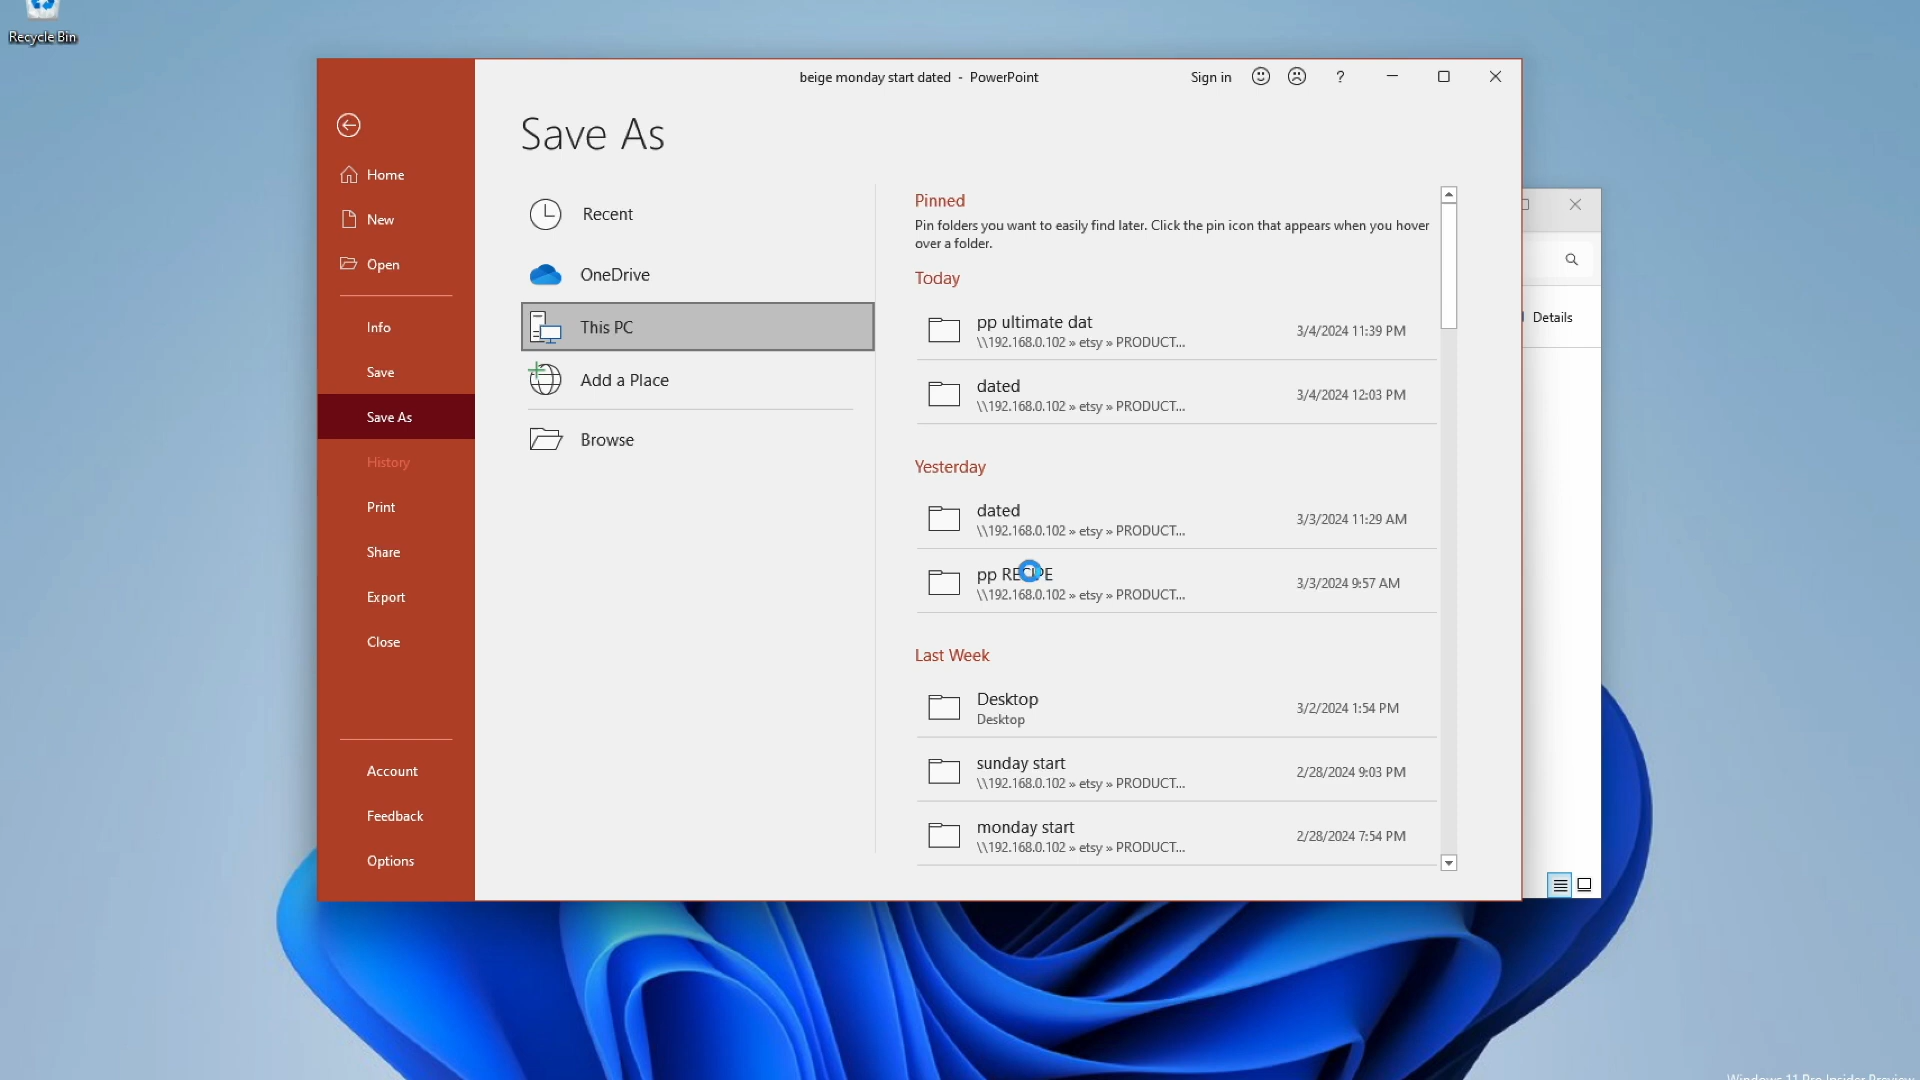 Recycle Bin
beige monday start dated - PowerPoint
Sign in
?
Home
New
Open
Info
Save
Save As
History
Print
Share
Export
Close
Account
Feedback
Options
Save As
Recent
OneDrive
This PC
Add a Place
Browse
Pinned
Pin folders you want to easily find later. Click the pin icon that appears when you hover
over a folder.
Today
pp ultimate dat
\\192.168.0.102 » etsy » PRODUCT...
3/4/2024 11:39 PM
dated
\\192.168.0.102 » etsy » PRODUCT...
3/4/2024 12:03 PM
Yesterday
dated
\\192.168.0.102 » etsy » PRODUCT...
3/3/2024 11:29 AM
pp RECIPE
\\192.168.0.102 » etsy » PRODUCT...
3/3/2024 9:57 AM
Last Week
Desktop
Desktop
3/2/2024 1:54 PM
sunday start
\\192.168.0.102 » etsy » PRODUCT...
2/28/2024 9:03 PM
monday start
\\192.168.0.102 » etsy » PRODUCT...
2/28/2024 7:54 PM
Details
Windows 11 Pro Insider Preview